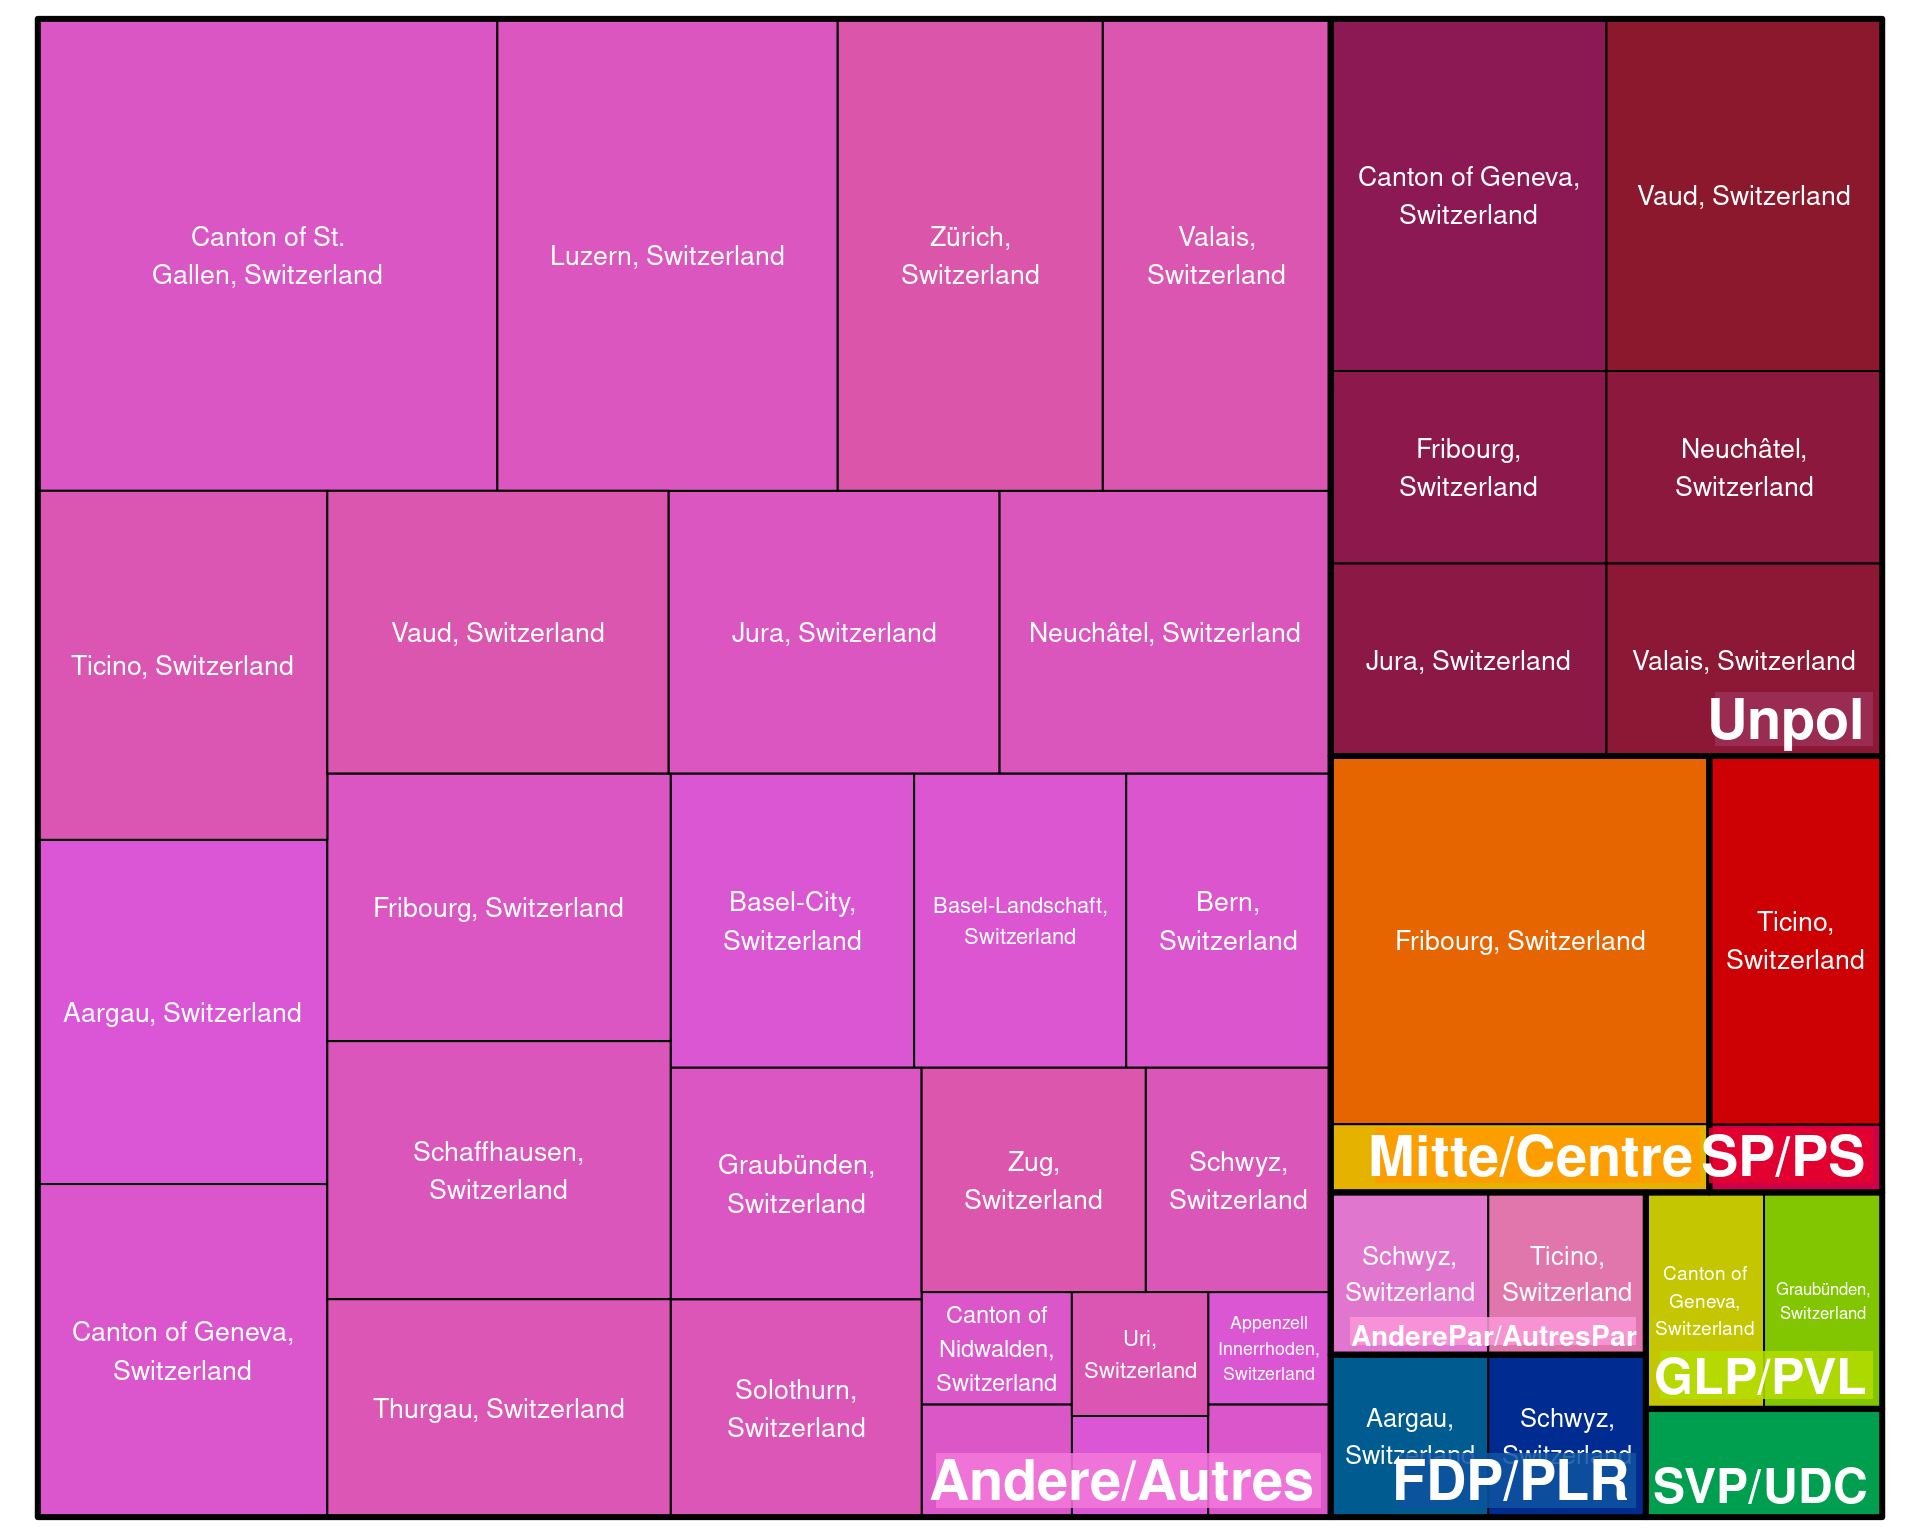 Canton of St.
Gallen, Switzerland
Luzern, Switzerland
Zürich,
Switzerland
Valais,
Switzerland
Ticino, Switzerland
Vaud, Switzerland
Jura, Switzerland
Neuchâtel, Switzerland
Aargau, Switzerland
Fribourg, Switzerland
Basel-City,
Switzerland
Basel-Landschaft,
Switzerland
Bern,
Switzerland
Schaffhausen,
Switzerland
Graubünden,
Switzerland
Zug,
Switzerland
Schwyz,
Switzerland
Canton of Geneva,
Switzerland
Thurgau, Switzerland
Solothurn,
Switzerland
Canton of
Nidwalden,
Switzerland
Uri,
Switzerland
Appenzell
Innerrhoden,
Switzerland
Andere/Autres
Canton of Geneva,
Switzerland
Vaud, Switzerland
Fribourg,
Switzerland
Neuchâtel,
Switzerland
Jura, Switzerland
Valais, Switzerland
Unpol
Fribourg, Switzerland
Mitte/Centre
Ticino,
Switzerland
SP/PS
Schwyz,
Switzerland
Ticino,
Switzerland
AnderePar/AutresPar
Canton of
Geneva,
Switzerland
Graubünden,
Switzerland
GLP/PVL
Aargau,
Switzerland
Schwyz,
Switzerland
FDP/PLR
SVP/UDC